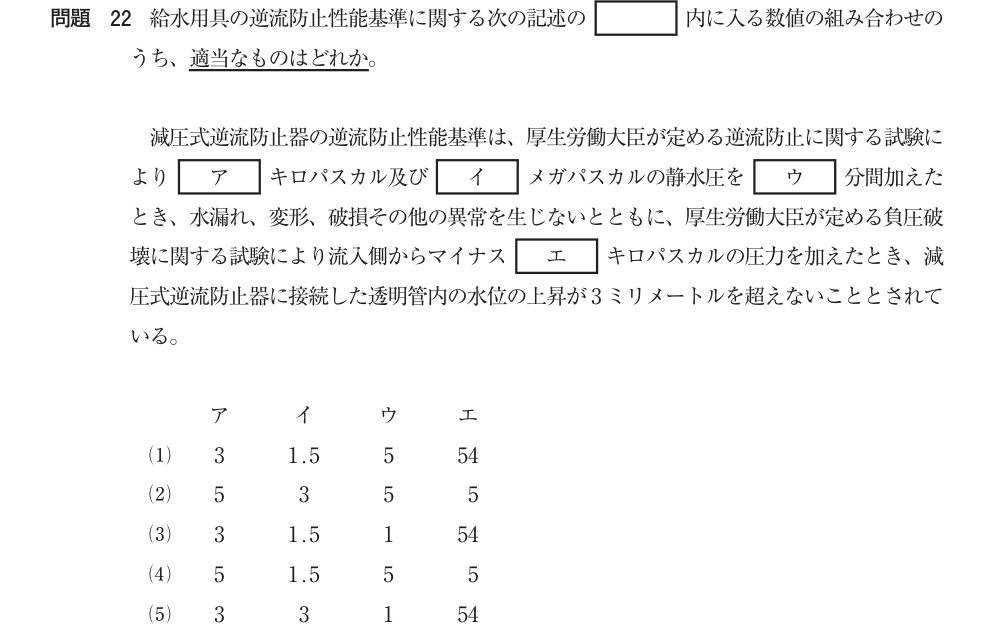 問題 22 給水用具の逆流防止性能基準に関する次の記述の 内に入る数値の組み合わせの
うち、適当なものはどれか。
減圧式逆流防止器の逆流防止性能基準は、厚生労働大臣が定める逆流防止に関する試験に
より ア キロパスカル及び イ メガパスカルの静水圧を ウ 分間加えた
とき、水漏れ、変形、破損その他の異常を生じないとともに、厚生労働大臣が定める負圧破
壊に関する試験により流入側からマイナス エ キロパスカルの圧力を加えたとき、減
圧式逆流防止器に接続した透明管内の水位の上昇が3ミリメートルを超えないこととされて
いる。
ア イ ウ エ
(1) 3 1.5 5 54
(2) 5 3 5 5
(3) 3 1.5 1 54
(4) 5 1.5 5 5
(5) 3 3 1 54